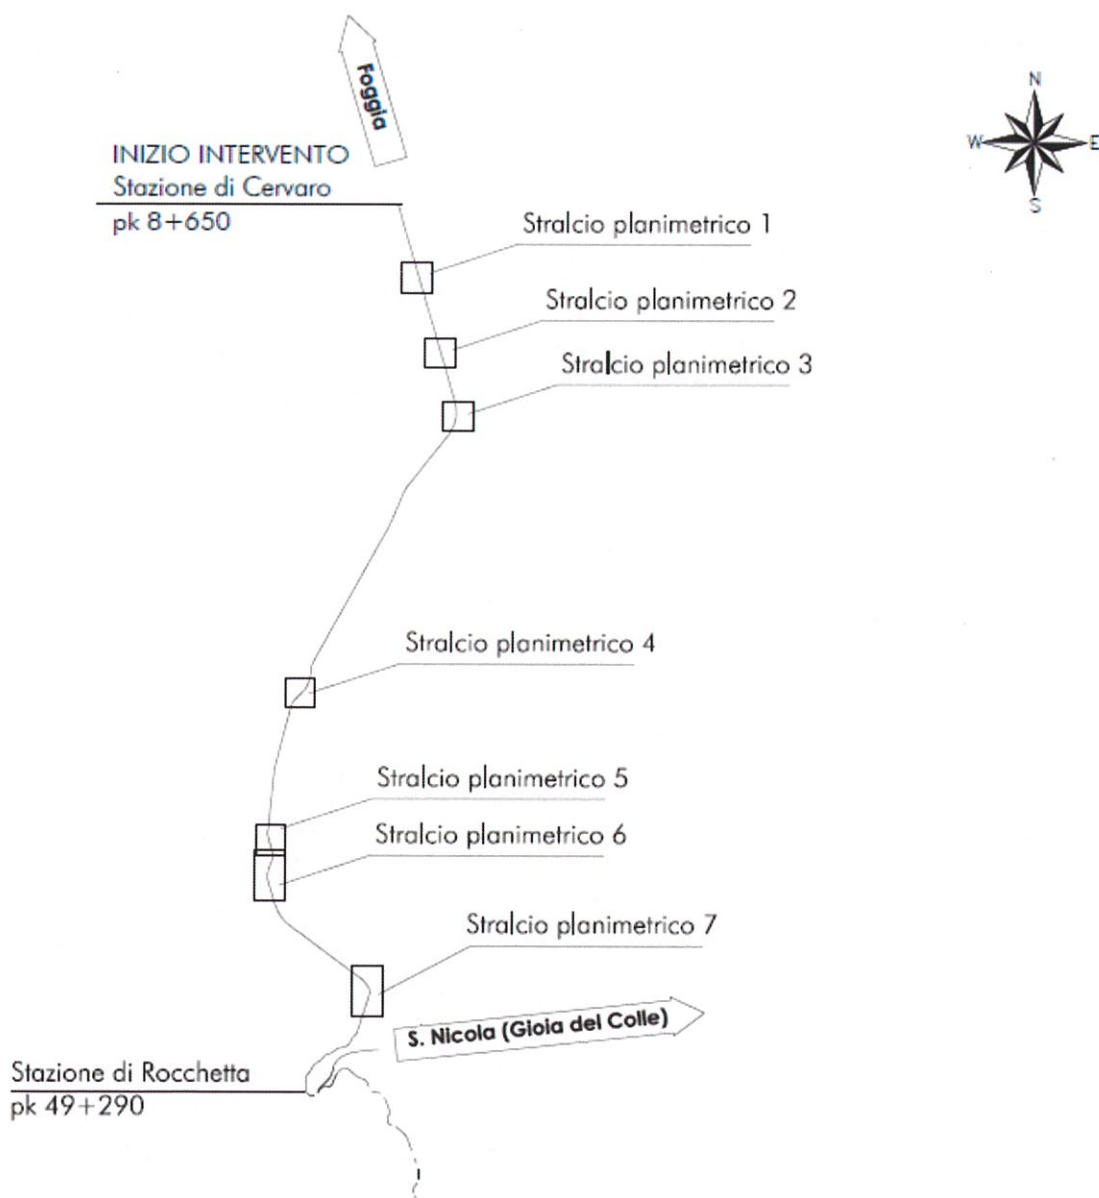 Foggia
N
W
E
S
INIZIO INTERVENTO
Stazione di Cervaro
pk 8+650
Stralcio planimetrico 1
Stralcio planimetrico 2
Stralcio planimetrico 3
Stralcio planimetrico 4
Stralcio planimetrico 5
Stralcio planimetrico 6
Stralcio planimetrico 7
S. Nicola (Gioia del Colle)
Stazione di Rocchetta
pk 49+290